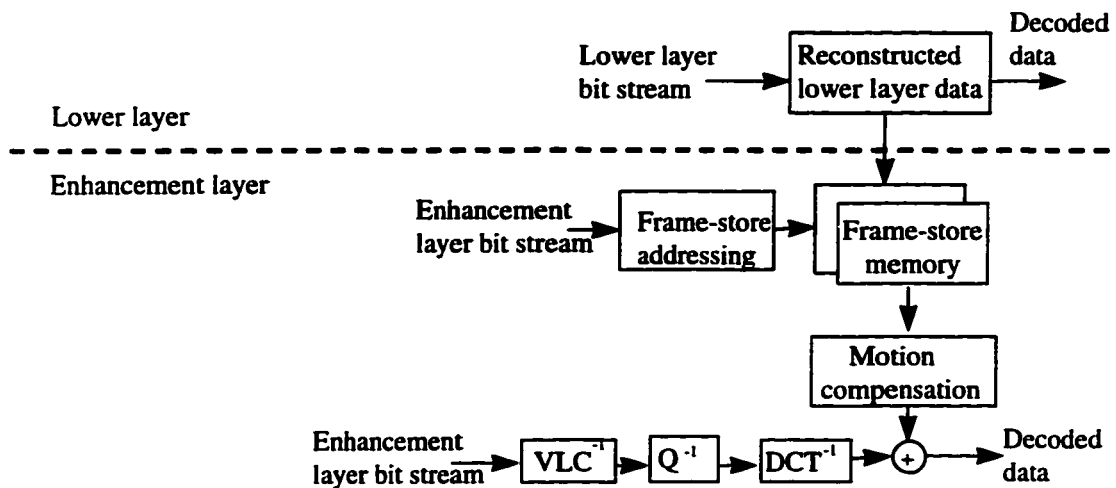 Decoded
data
Lower layer
bit stream
Reconstructed
lower layer data
Lower layer
Enhancement layer
Enhancement
layer bit stream
Frame-store
addressing
Frame-store
memory
Motion
compensation
Enhancement
layer bit stream
VLC⁻¹
Q⁻¹
DCT⁻¹
+
Decoded
data